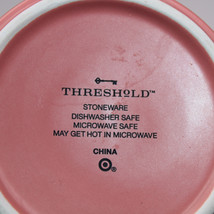 THRESHOLD™
STONEWARE
DISHWASHER SAFE
MICROWAVE SAFE
MAY GET HOT IN MICROWAVE
CHINA
®